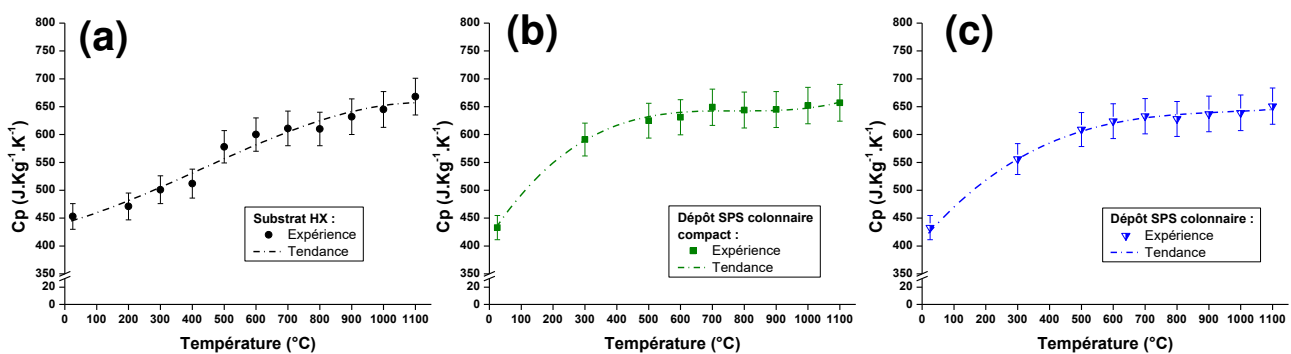 (a)
800
750
700
650
600
550
500
450
400
350
20
0
Cp (J.Kg⁻¹.K⁻¹)
Substrat HX :
Expérience
Tendance
0 100 200 300 400 500 600 700 800 900 1000 1100
Température (°C)
(b)
800
750
700
650
600
550
500
450
400
350
20
0
Cp (J.Kg⁻¹.K⁻¹)
Dépôt SPS colonnaire
compact :
Expérience
Tendance
0 100 200 300 400 500 600 700 800 900 1000 1100
Température (°C)
(c)
800
750
700
650
600
550
500
450
400
350
20
0
Cp (J.Kg⁻¹.K⁻¹)
Dépôt SPS colonnaire :
Expérience
Tendance
0 100 200 300 400 500 600 700 800 900 1000 1100
Température (°C)